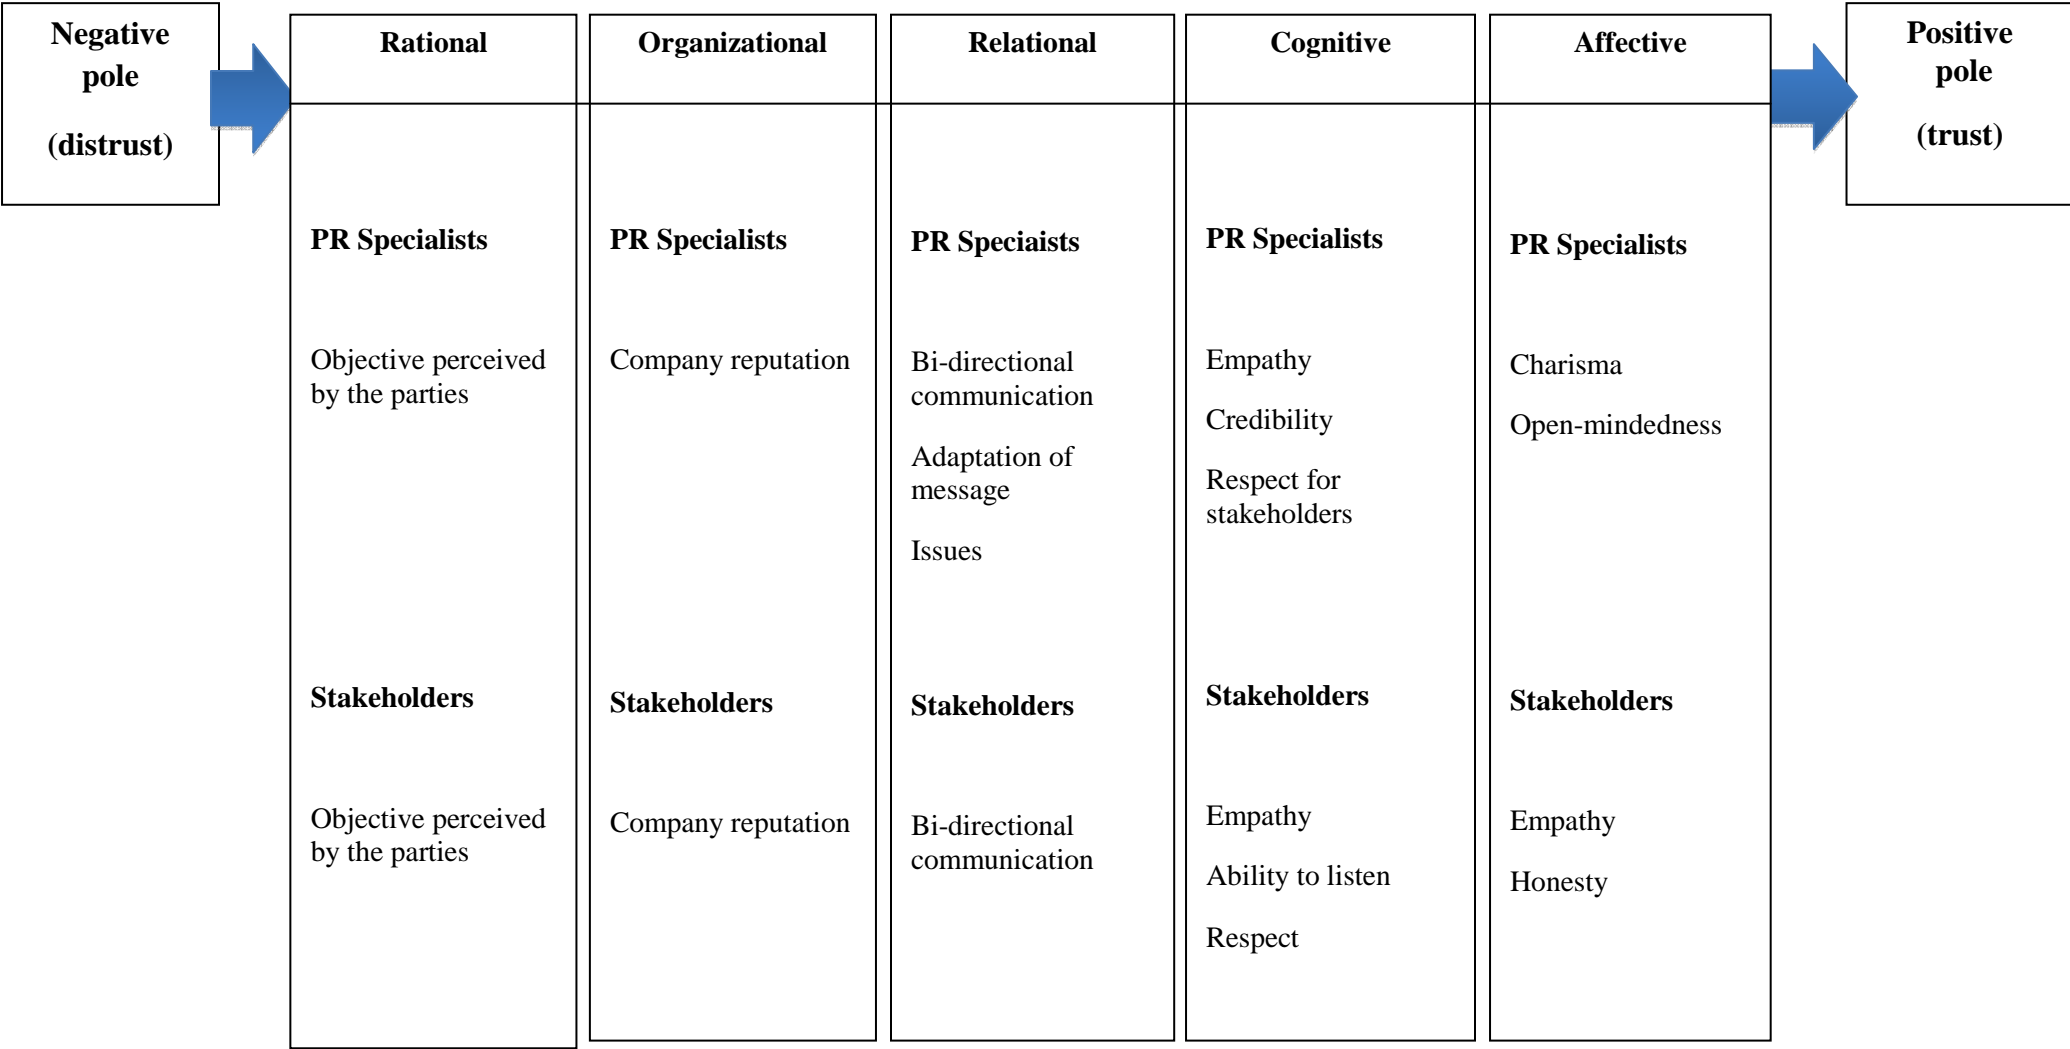 Negative
pole
(distrust)
Rational
PR Specialists
Objective perceived
by the parties
Stakeholders
Objective perceived
by the parties
Organizational
PR Specialists
Company reputation
Stakeholders
Company reputation
Relational
PR Speciaists
Bi-directional
communication
Adaptation of
message
Issues
Stakeholders
Bi-directional
communication
Cognitive
PR Specialists
Empathy
Credibility
Respect for
stakeholders
Stakeholders
Empathy
Ability to listen
Respect
Affective
PR Specialists
Charisma
Open-mindedness
Stakeholders
Empathy
Honesty
Positive
pole
(trust)